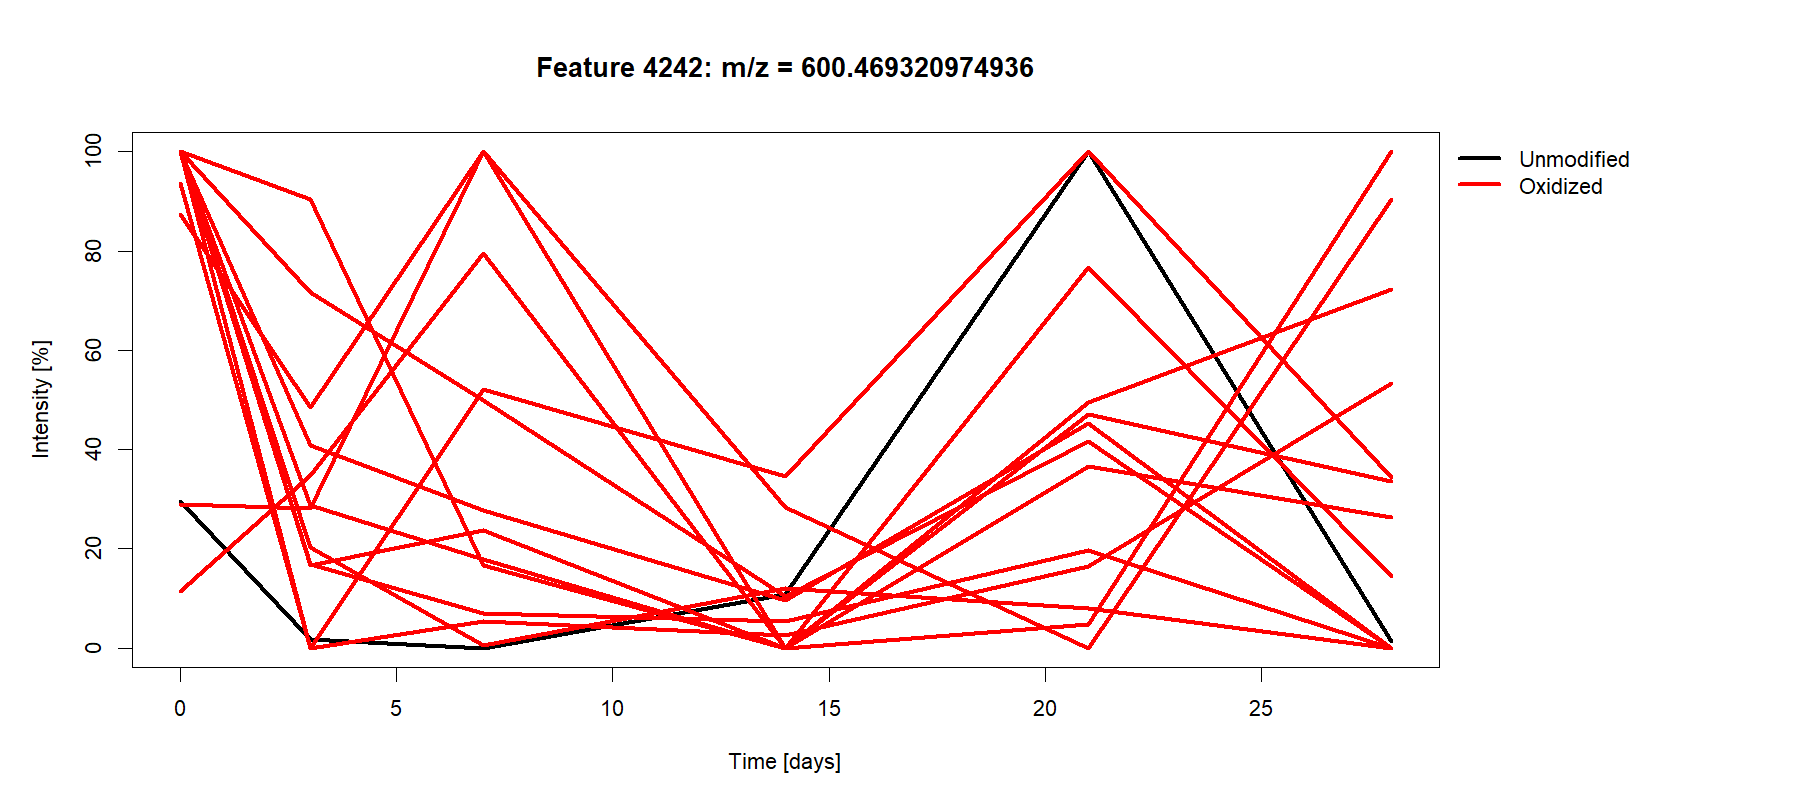 Feature 4242: m/z = 600.469320974936
Unmodified
Oxidized
Intensity [%]
100
80
60
40
20
0
0 5 10 15 20 25
Time [days]